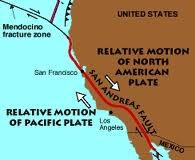 UNITED STATES
Mendocino
fracture zone
RELATIVE MOTION
OF NORTH
AMERICAN
PLATE
San Francisco
SAN ANDREAS FAULT
RELATIVE MOTION
OF PACIFIC PLATE
Los
Angeles
MEXICO